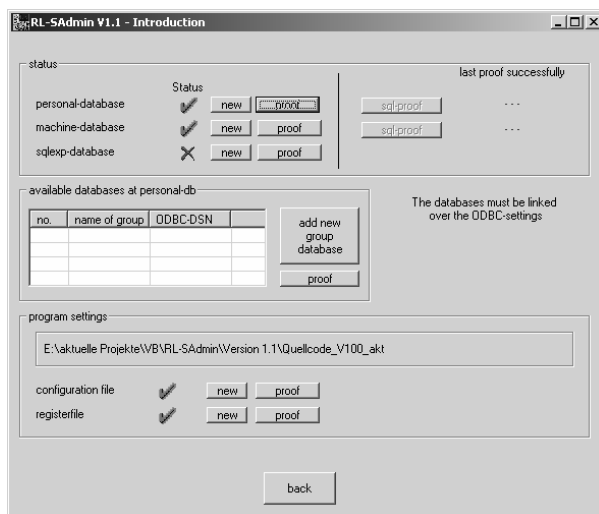 RL-SAdmin V1.1 - Introduction
status
last proof successfully
Status
personal-database new proof sql-proof - - -
machine-database new proof sql-proof - - -
sqlexp-database new proof
available databases at personal-db
no. name of group ODBC-DSN
add new
group
database
proof
The databases must be linked
over the ODBC-settings
program settings
E:\aktuelle Projekte\VB\RL-SAdmin\Version 1.1\Quellcode_V100_akt
configuration file new proof
registerfile new proof
back